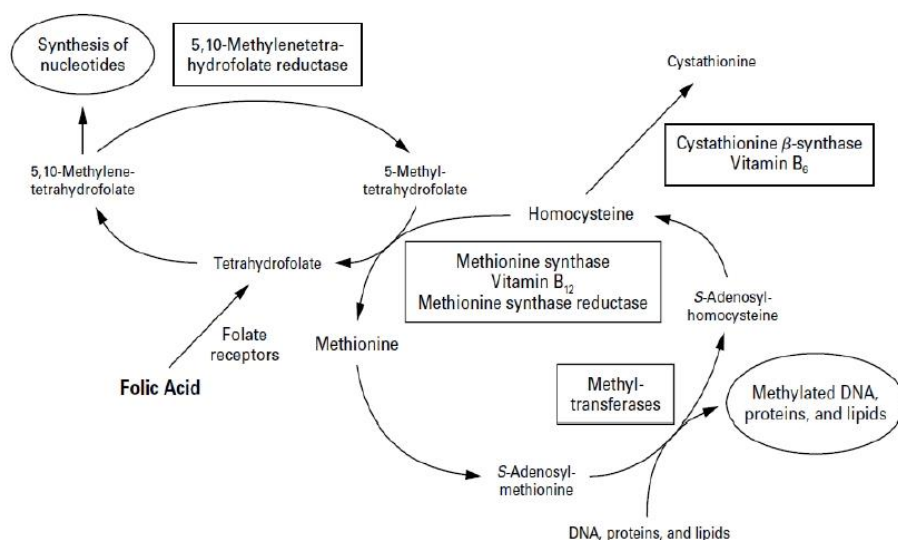 Synthesis of
nucleotides
5,10-Methylenetetra-
hydrofolate reductase
Cystathionine
Cystathionine β-synthase
Vitamin B₆
5,10-Methylene-
tetrahydrofolate
5-Methyl-
tetrahydrofolate
Homocysteine
Tetrahydrofolate
Methionine synthase
Vitamin B₁₂
Methionine synthase reductase
S-Adenosyl-
homocysteine
Folate
receptors
Methionine
Folic Acid
Methyl-
transferases
Methylated DNA,
proteins, and lipids
S-Adenosyl-
methionine
DNA, proteins, and lipids